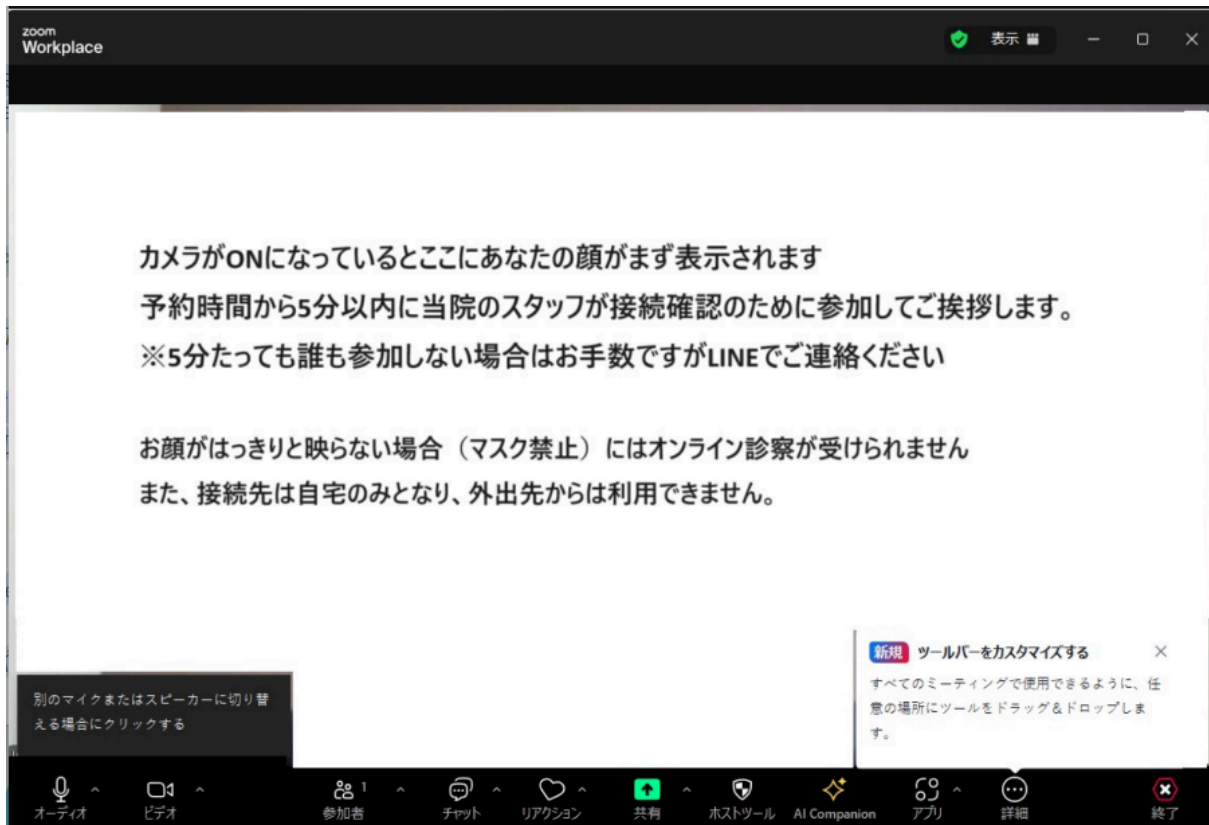 zoom
Workplace
表示
カメラがONになっているとここにあなたの顔がまず表示されます
予約時間から5分以内に当院のスタッフが接続確認のために参加してご挨拶します。
※5分たっても誰も参加しない場合はお手数ですがLINEでご連絡ください
お顔がはっきりと映らない場合（マスク禁止）にはオンライン診察が受けられません
また、接続先は自宅のみとなり、外出先からは利用できません。
新規 ツールバーをカスタマイズする
すべてのミーティングで使用できるように、任
意の場所にツールをドラッグ＆ドロップしま
す。
別のマイクまたはスピーカーに切り替
える場合にクリックする
オーディオ
ビデオ
参加者 1
チャット
リアクション
共有
ホストツール
AI Companion
アプリ
詳細
終了